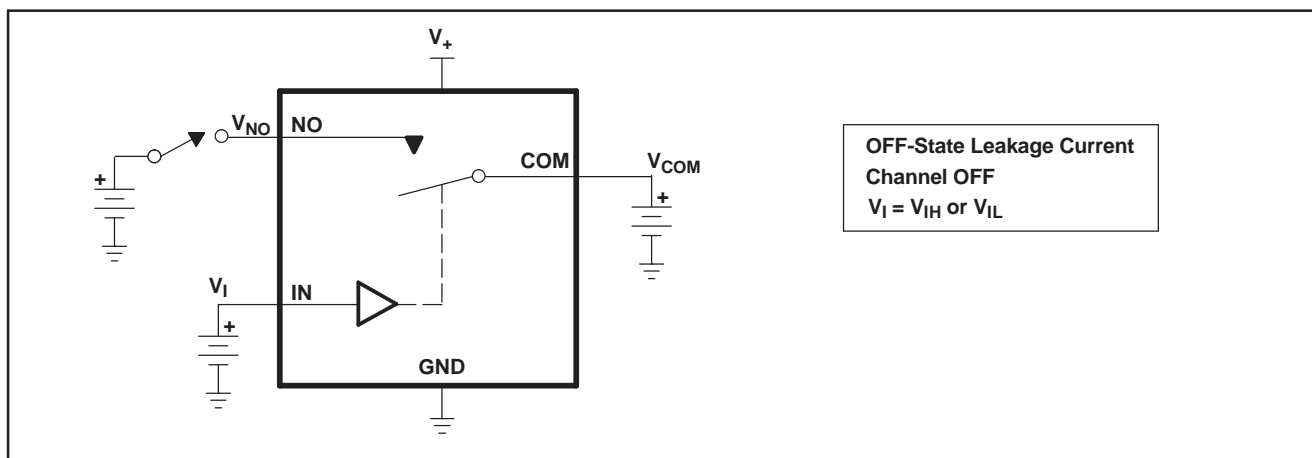 V+
VNO NO
COM VCOM
+
+
VI IN
+
GND
OFF-State Leakage Current
Channel OFF
VI = VIH or VIL